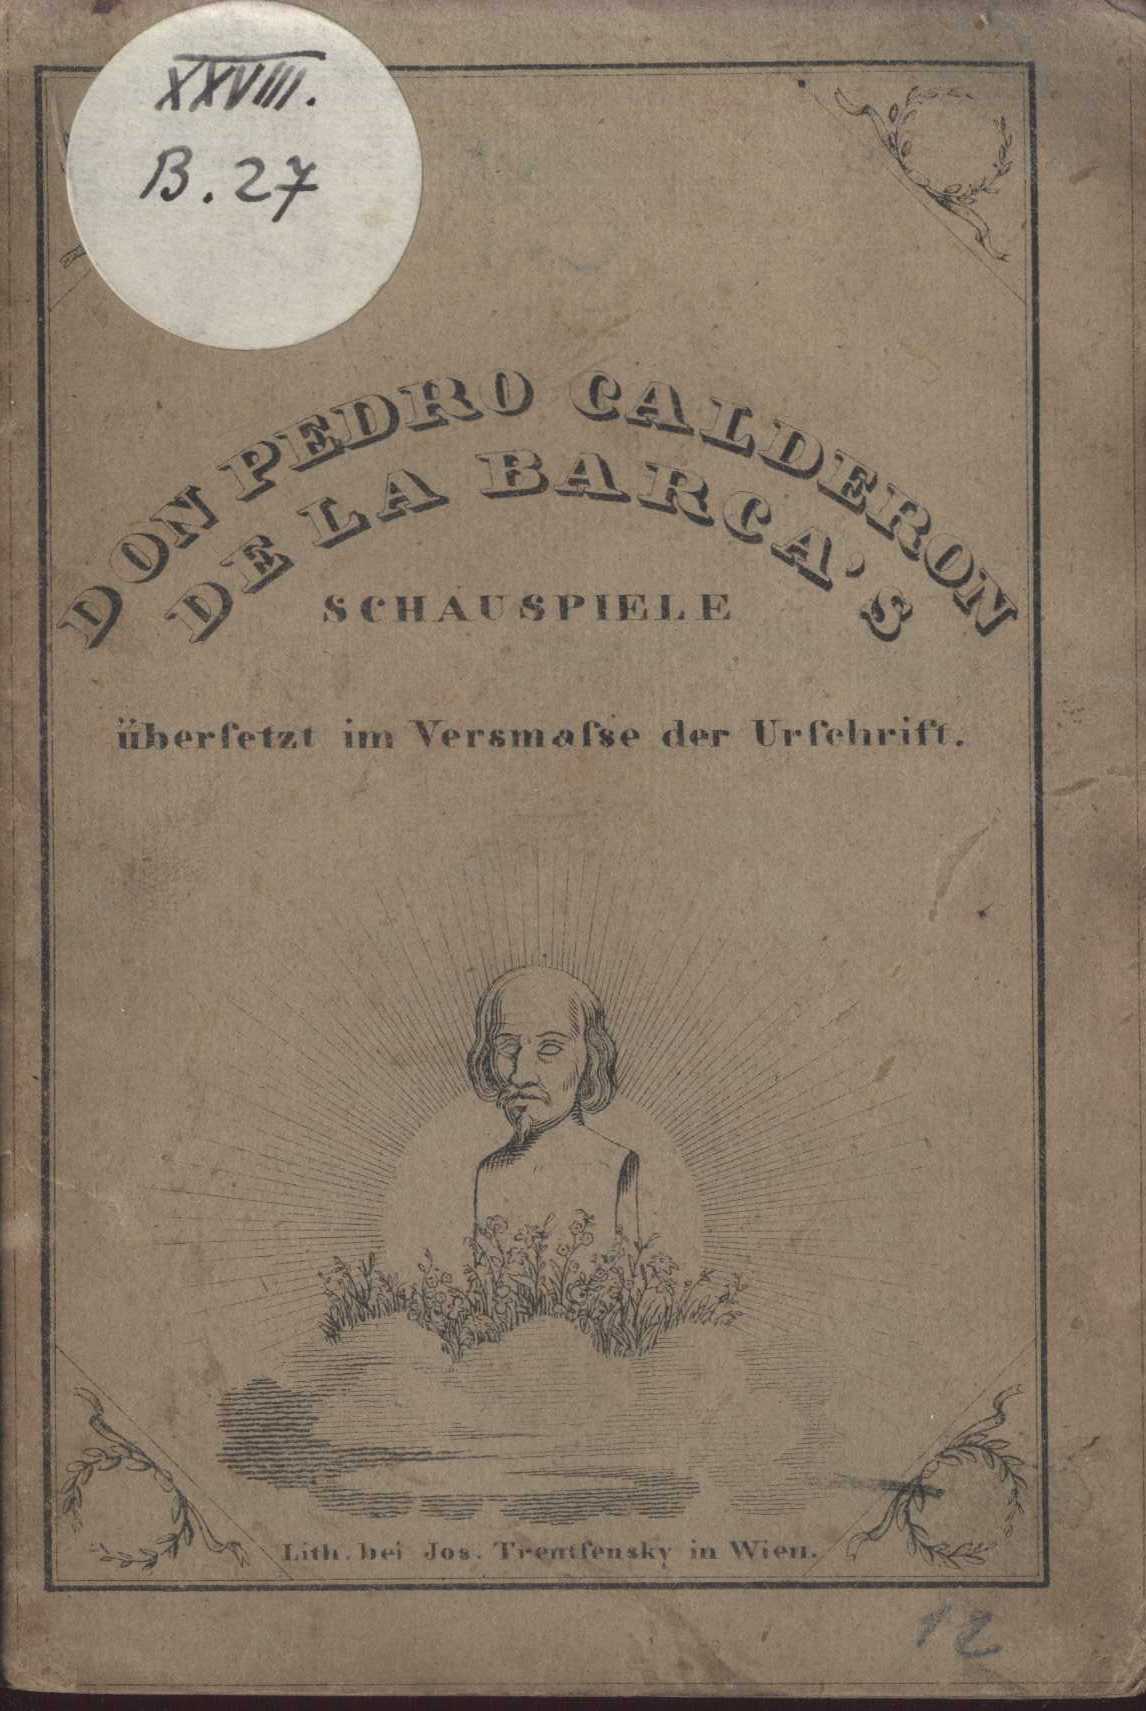 XXVIII.
B. 27
DON PEDRO CALDERON
DE LA BARCA'S
SCHAUSPIELE
überſetzt im Versmaſse der Urſchrift.
Lith. bei Jos. Trentſensky in Wien.
12